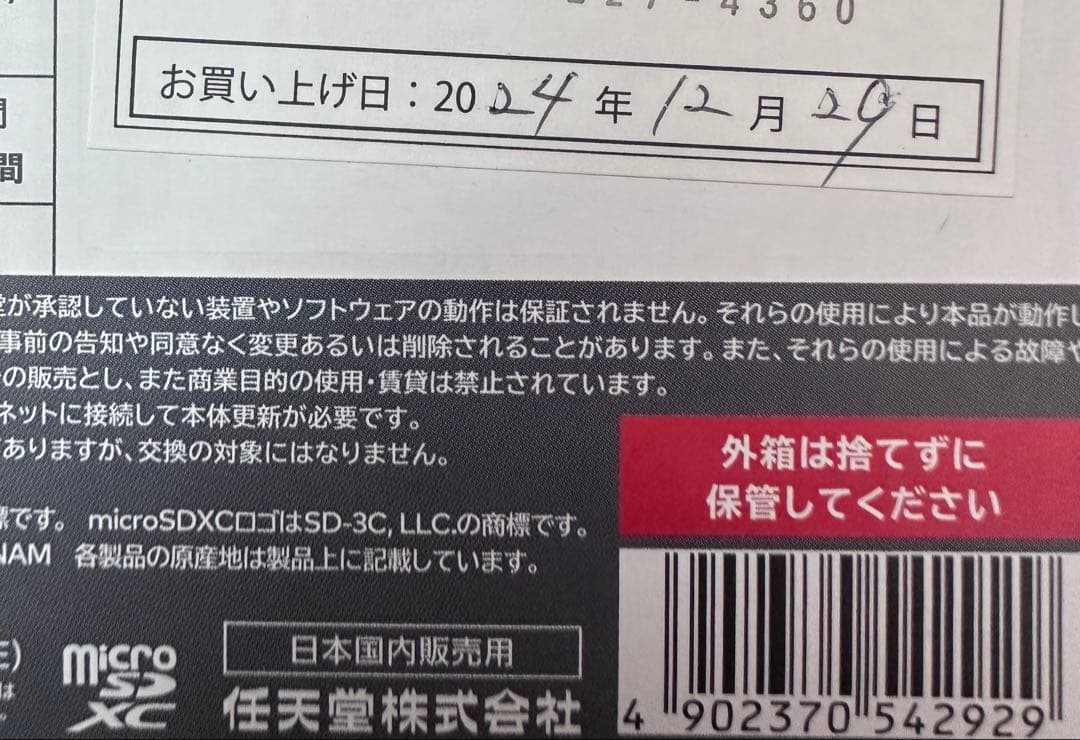 227-4360
お買い上げ日：2024年12月29日
間
間
堂が承認していない装置やソフトウェアの動作は保証されません。それらの使用により本品が動作し
事前の告知や同意なく変更あるいは削除されることがあります。また、それらの使用による故障や
の販売とし、また商業目的の使用・賃貸は禁止されています。
ネットに接続して本体更新が必要です。
ありますが、交換の対象にはなりません。
外箱は捨てずに
保管してください
標です。 microSDXCロゴはSD-3C, LLC.の商標です。
NAM 各製品の原産地は製品上に記載しています。
micro
SD
XC
日本国内販売用
任天堂株式会社
4 902370 542929